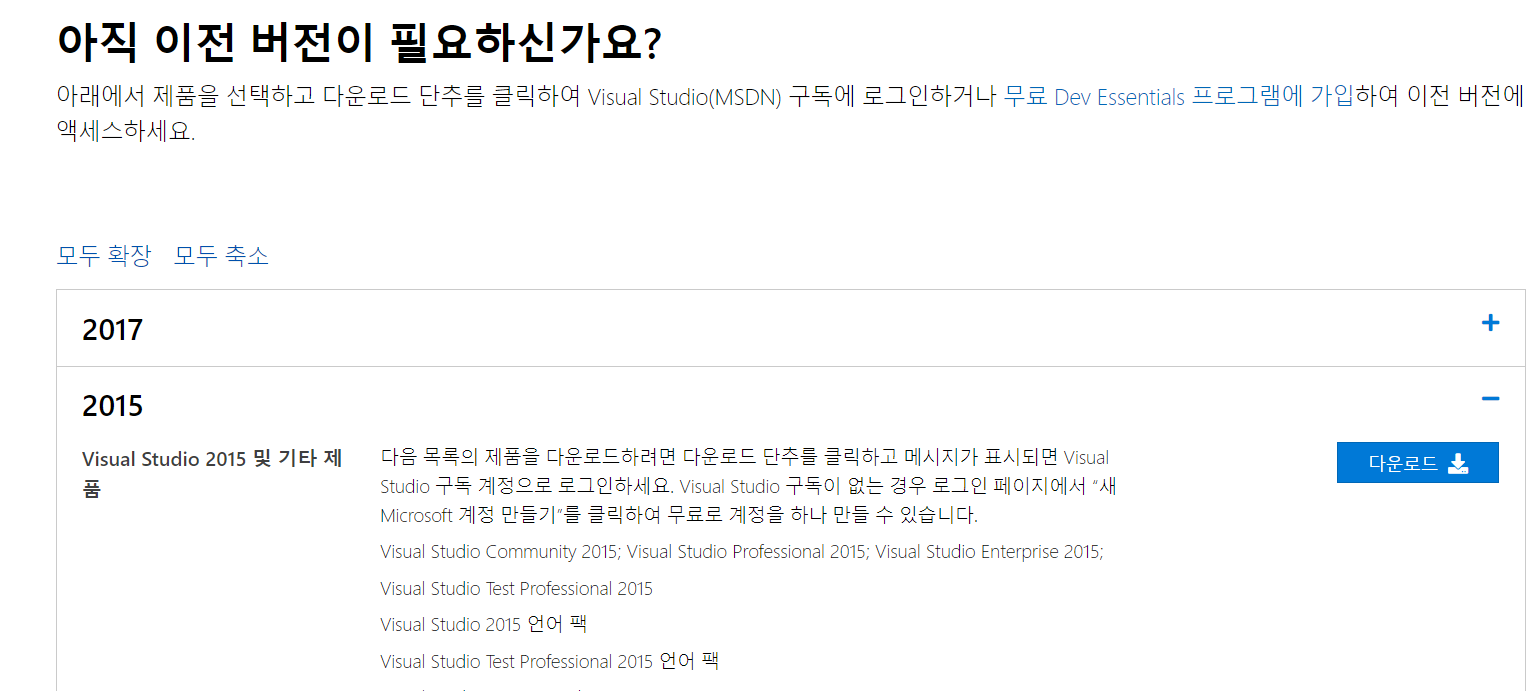 아직 이전 버전이 필요하신가요?
아래에서 제품을 선택하고 다운로드 단추를 클릭하여 Visual Studio(MSDN) 구독에 로그인하거나 무료 Dev Essentials 프로그램에 가입하여 이전 버전에
액세스하세요.
모두 확장 모두 축소
2017
2015
Visual Studio 2015 및 기타 제
품
다음 목록의 제품을 다운로드하려면 다운로드 단추를 클릭하고 메시지가 표시되면 Visual
Studio 구독 계정으로 로그인하세요. Visual Studio 구독이 없는 경우 로그인 페이지에서 “새
Microsoft 계정 만들기”를 클릭하여 무료로 계정을 하나 만들 수 있습니다.
Visual Studio Community 2015; Visual Studio Professional 2015; Visual Studio Enterprise 2015;
Visual Studio Test Professional 2015
Visual Studio 2015 언어 팩
Visual Studio Test Professional 2015 언어 팩
다운로드